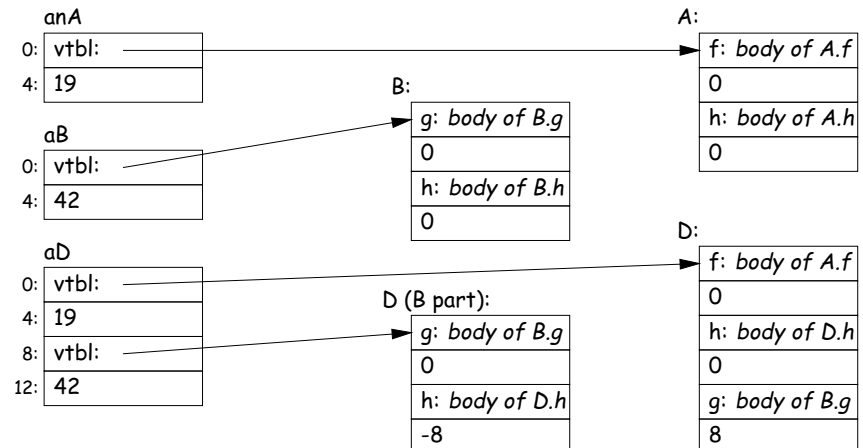 anA
0: vtbl:
4: 19
aB
0: vtbl:
4: 42
aD
0: vtbl:
4: 19
8: vtbl:
12: 42
B:
g: body of B.g
0
h: body of B.h
0
D (B part):
g: body of B.g
0
h: body of D.h
-8
A:
f: body of A.f
0
h: body of A.h
0
D:
f: body of A.f
0
h: body of D.h
0
g: body of B.g
8